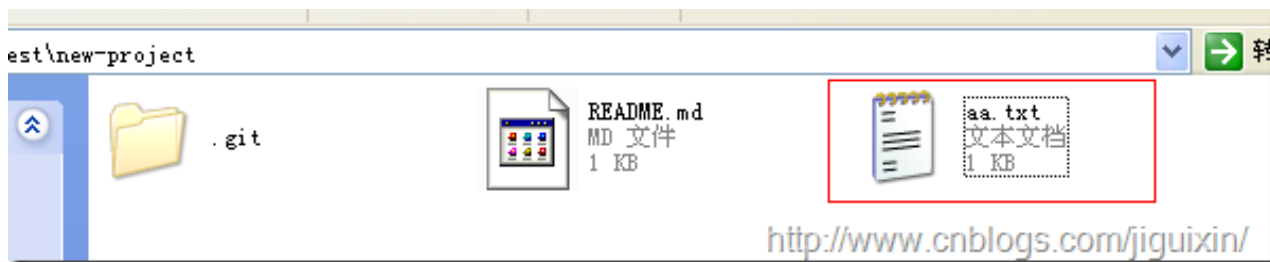 est\new-project
转
.git
README.md
MD 文件
1 KB
aa.txt
文本文档
1 KB
http://www.cnblogs.com/jiguixin/